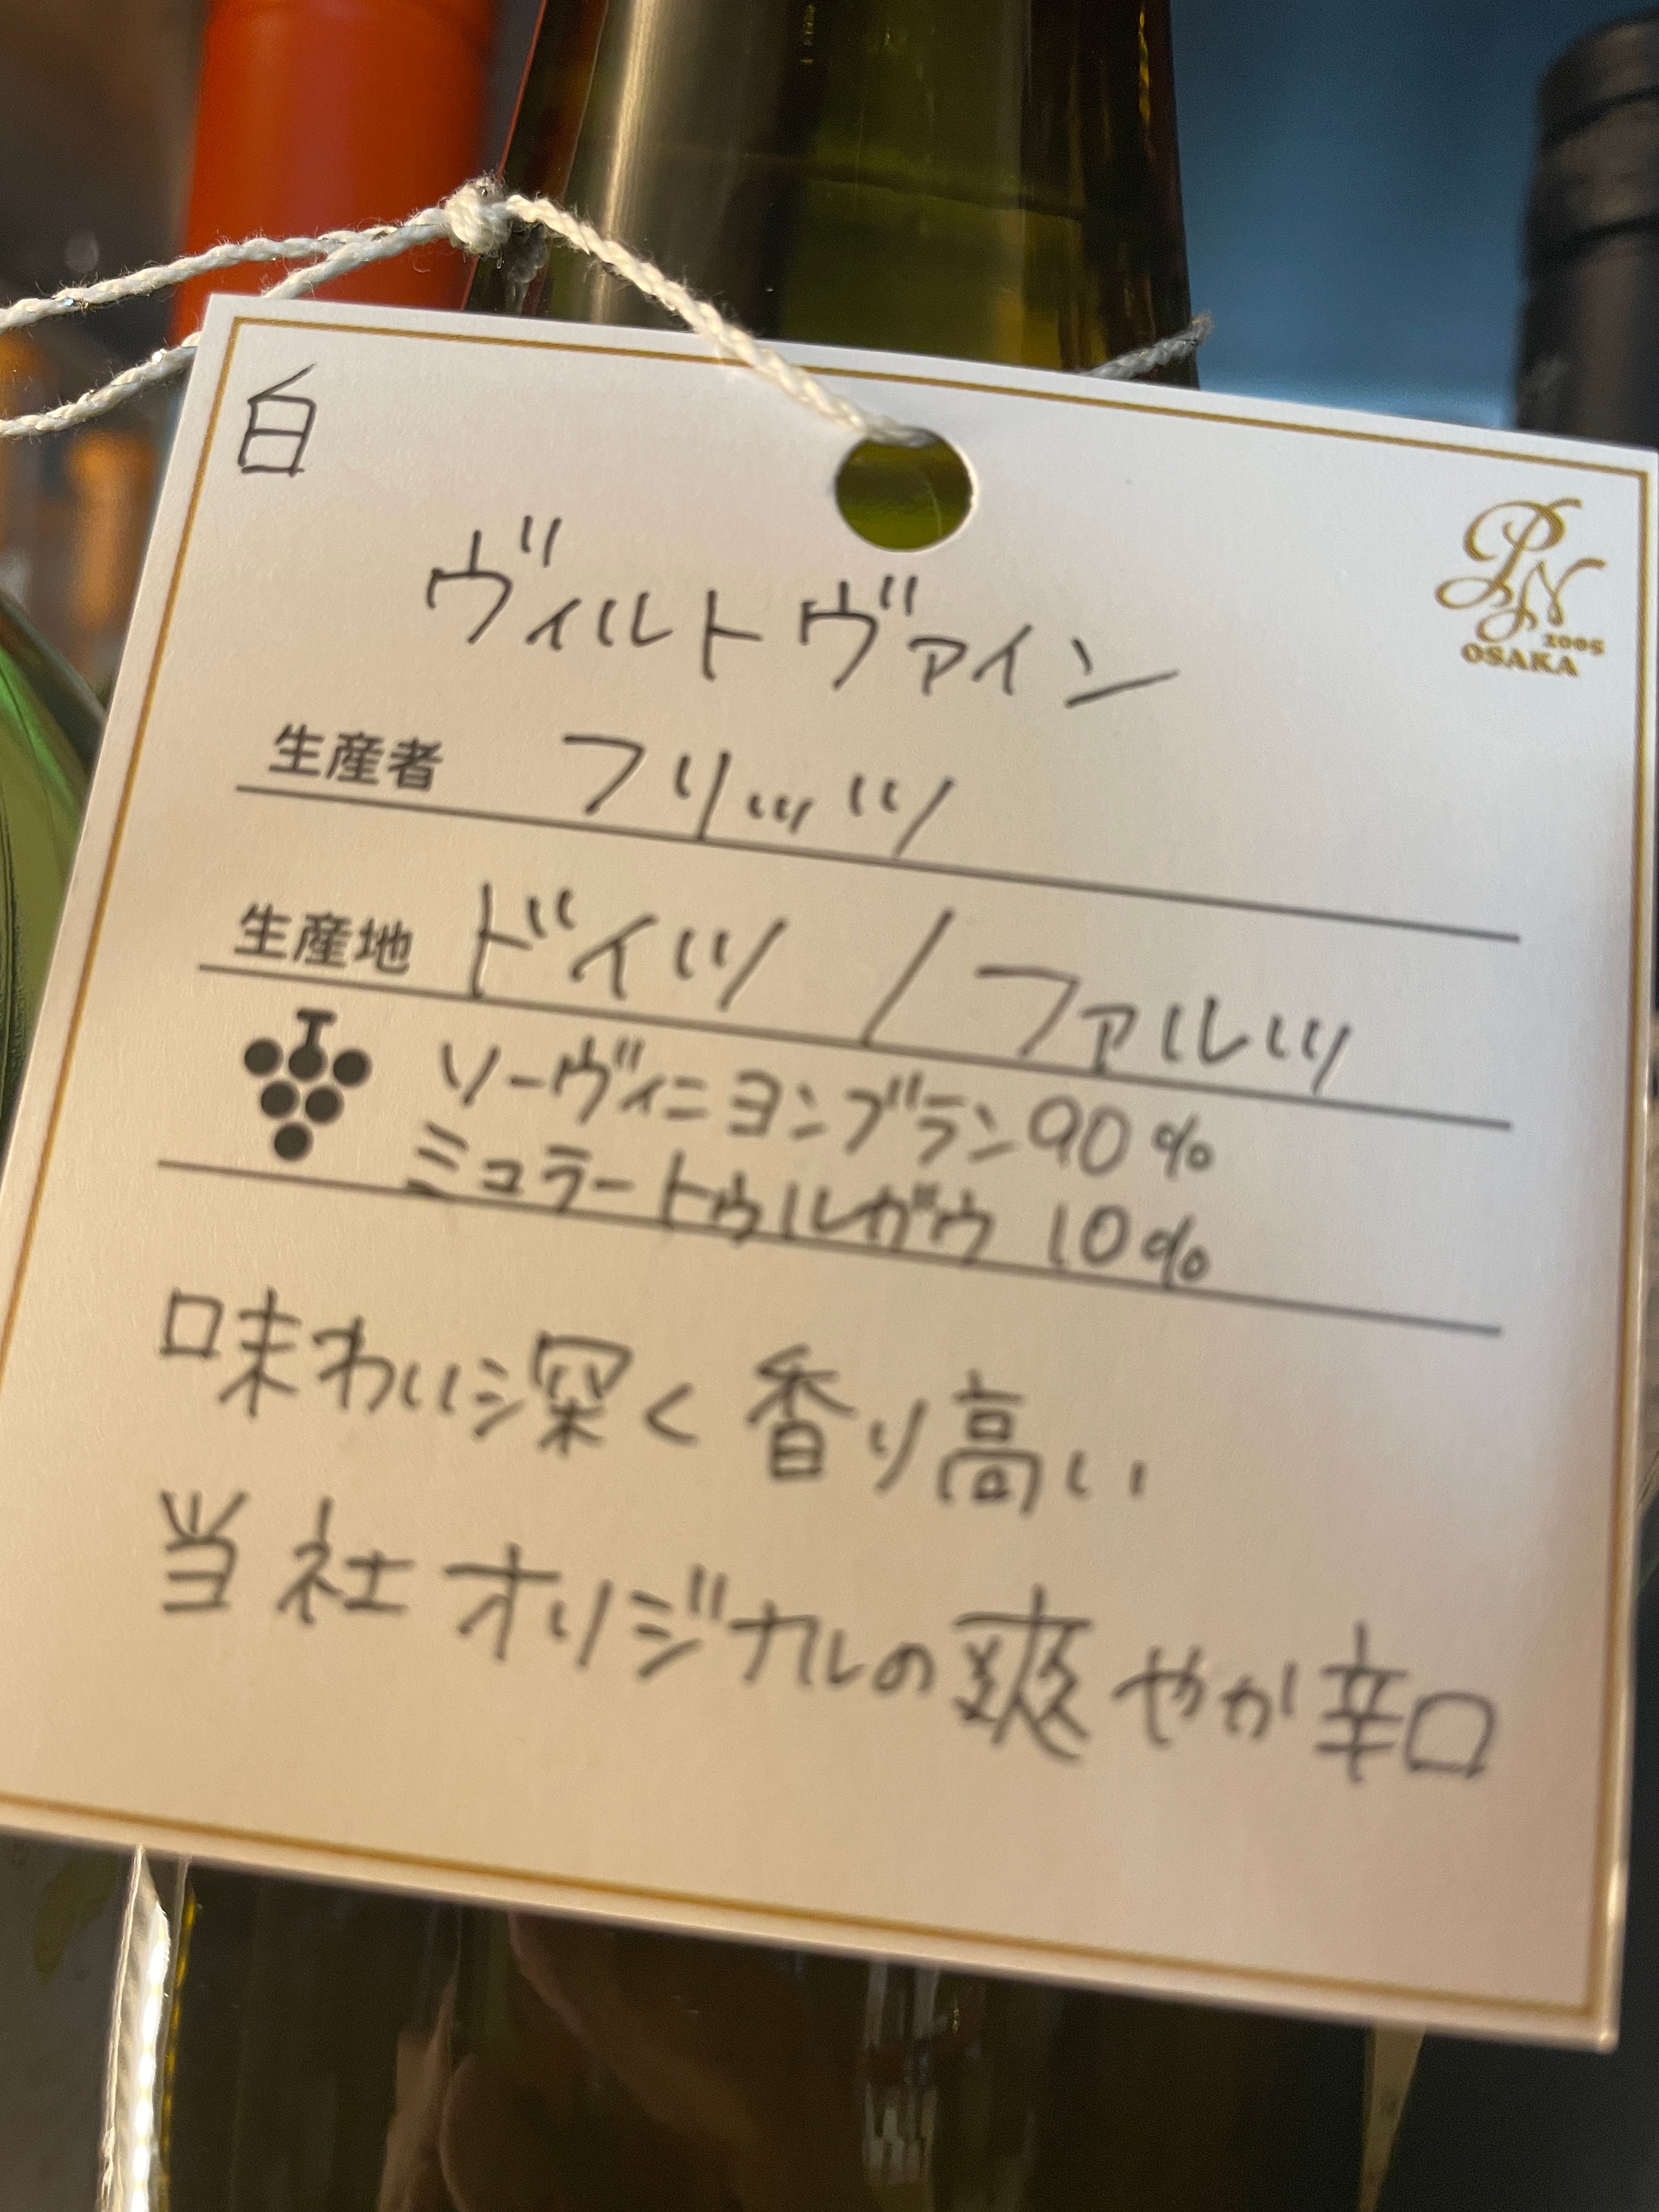 白
ヴィルトヴァイン
PN
2005
OSAKA
生産者 フリッツ
生産地 ドイツ / ファルツ
ソーヴィニヨンブラン90%
ミュラートゥルガウ 10%
味わい深く香り高い
当社オリジナルの爽やか辛口